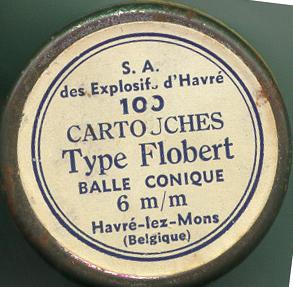 S. A.
des Explosifs d'Havré
100
CARTOUCHES
Type Flobert
BALLE CONIQUE
6 m/m
Havré-lez-Mons
(Belgique)